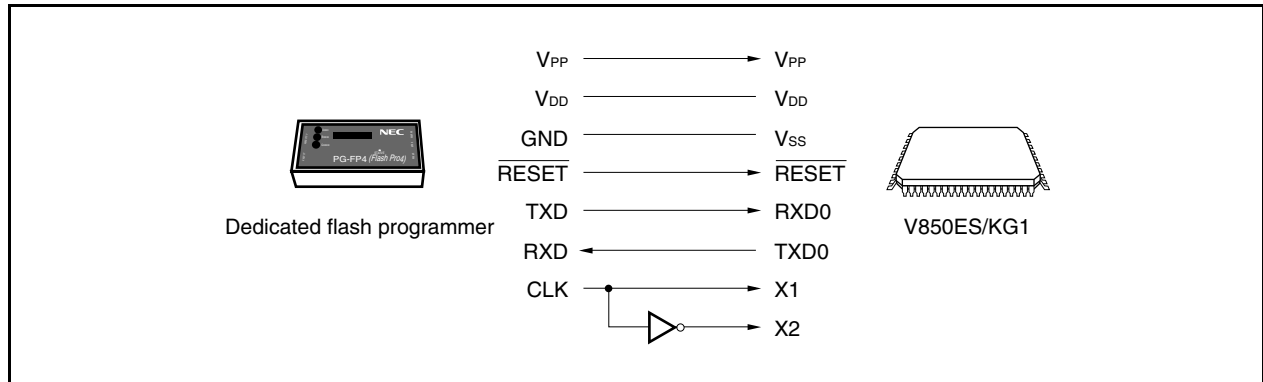 VPP VPP
VDD VDD
GND VSS
RESET RESET
TXD RXD0
RXD TXD0
CLK X1
X2
NEC
PG-FP4 (Flash Pro4)
Dedicated flash programmer
V850ES/KG1